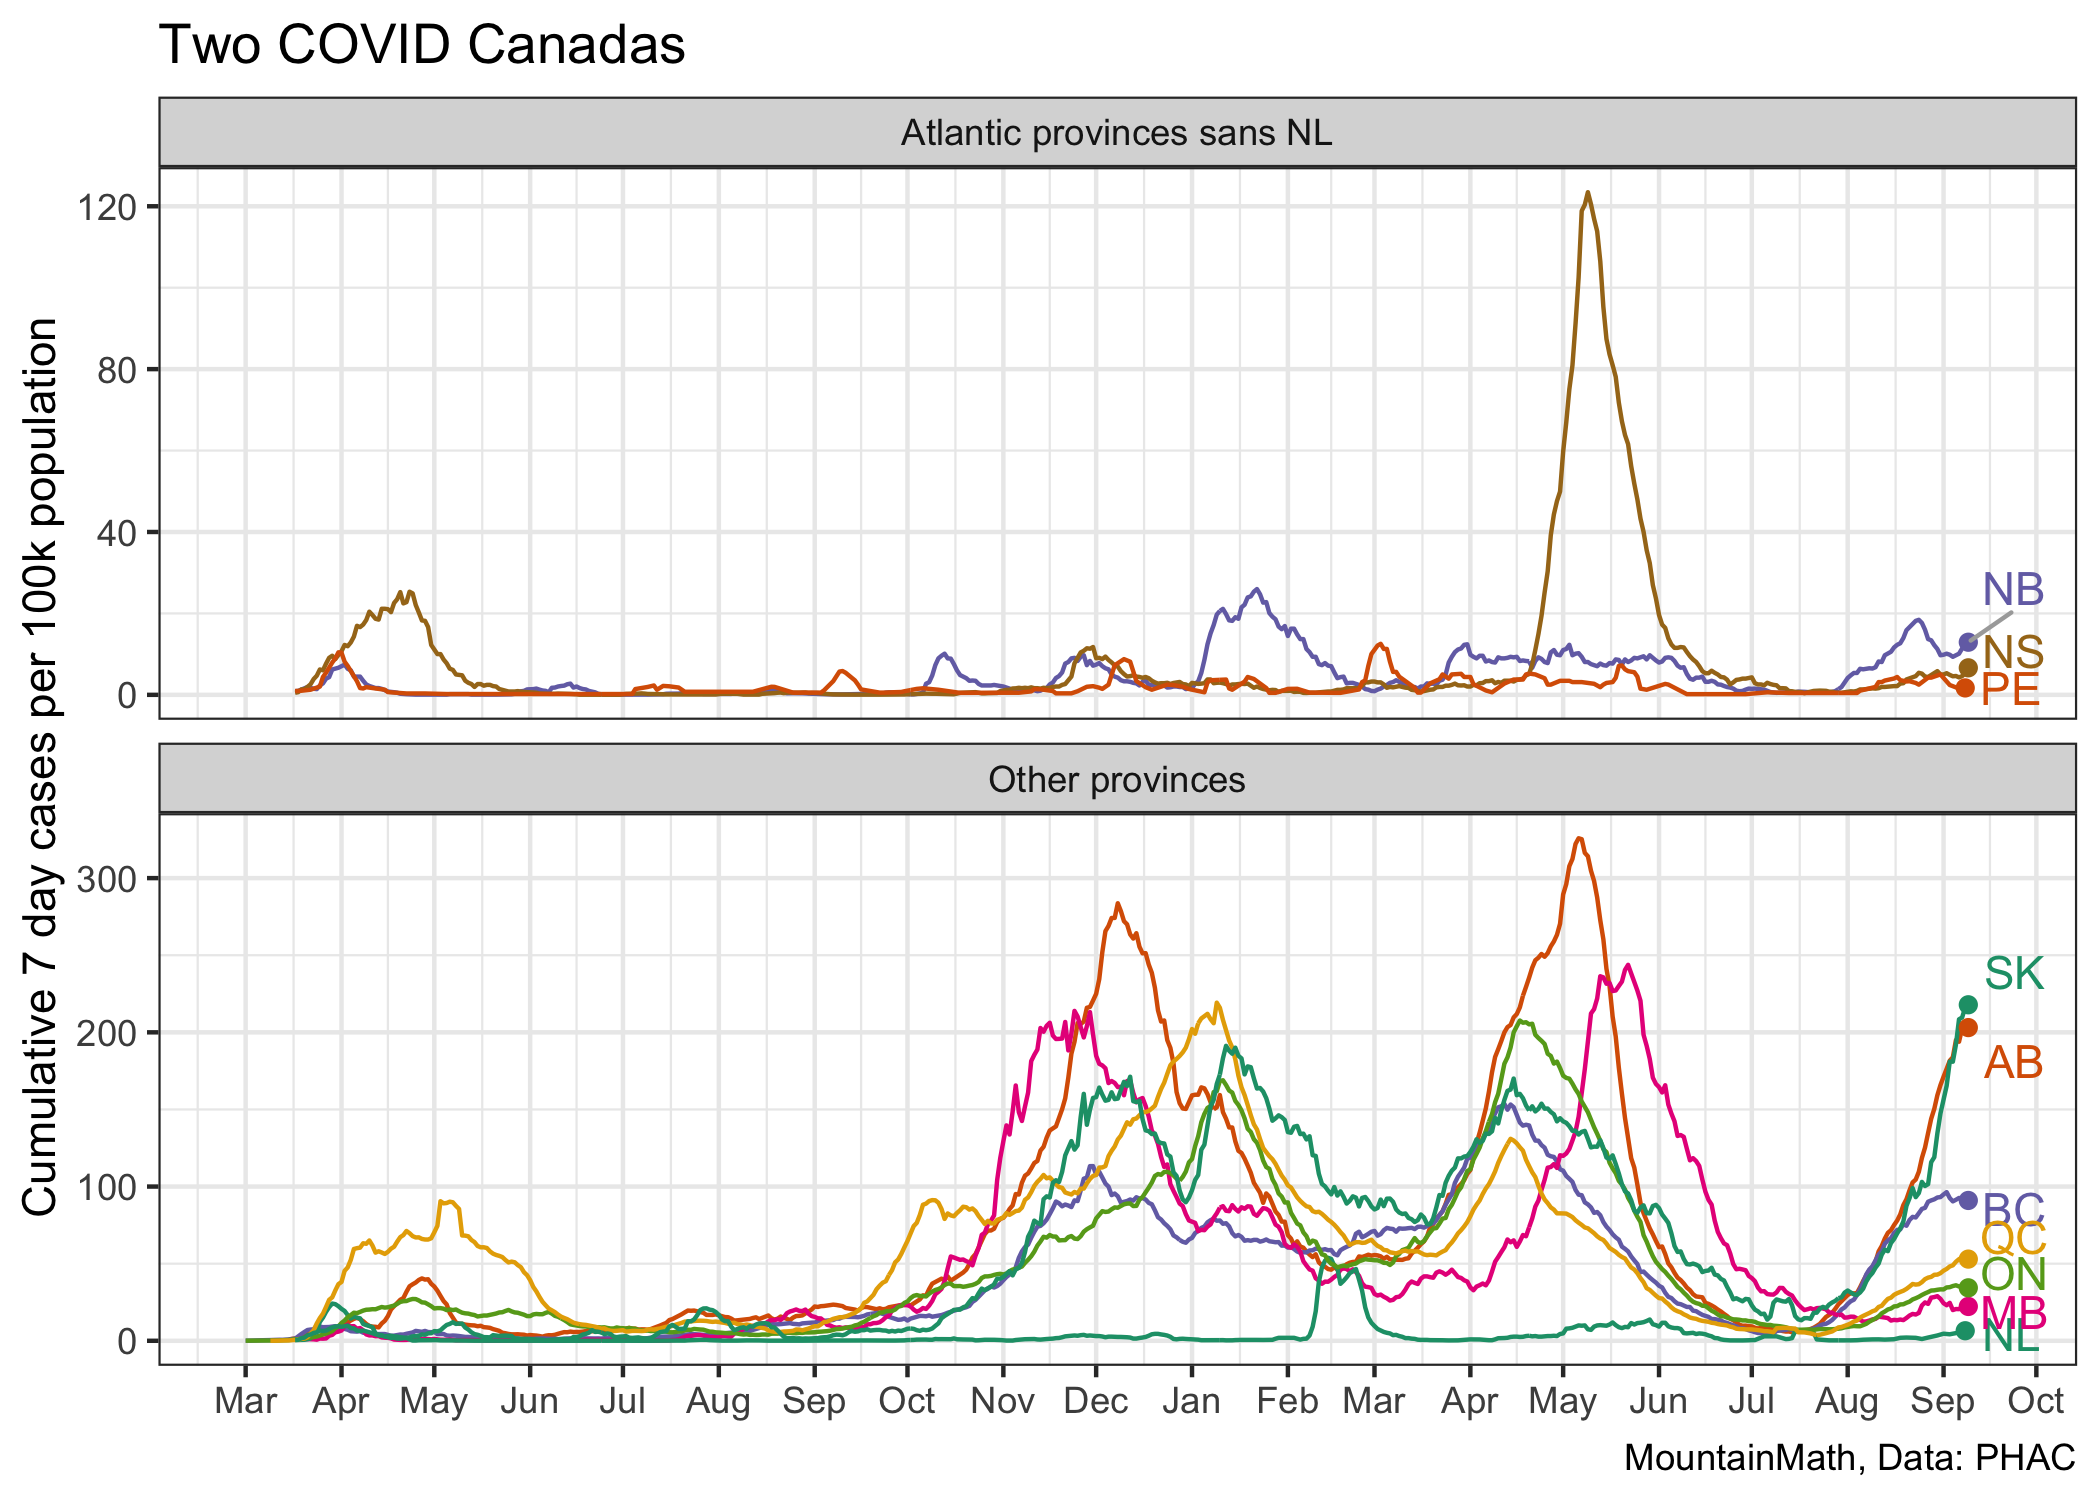 Two COVID Canadas
Atlantic provinces sans NL
120
80
40
0
NB
NS
PE
Cumulative 7 day cases per 100k population
Other provinces
300
200
100
0
SK
AB
BC
QC
ON
MB
NL
Mar Apr May Jun Jul Aug Sep Oct Nov Dec Jan Feb Mar Apr May Jun Jul Aug Sep Oct
MountainMath, Data: PHAC